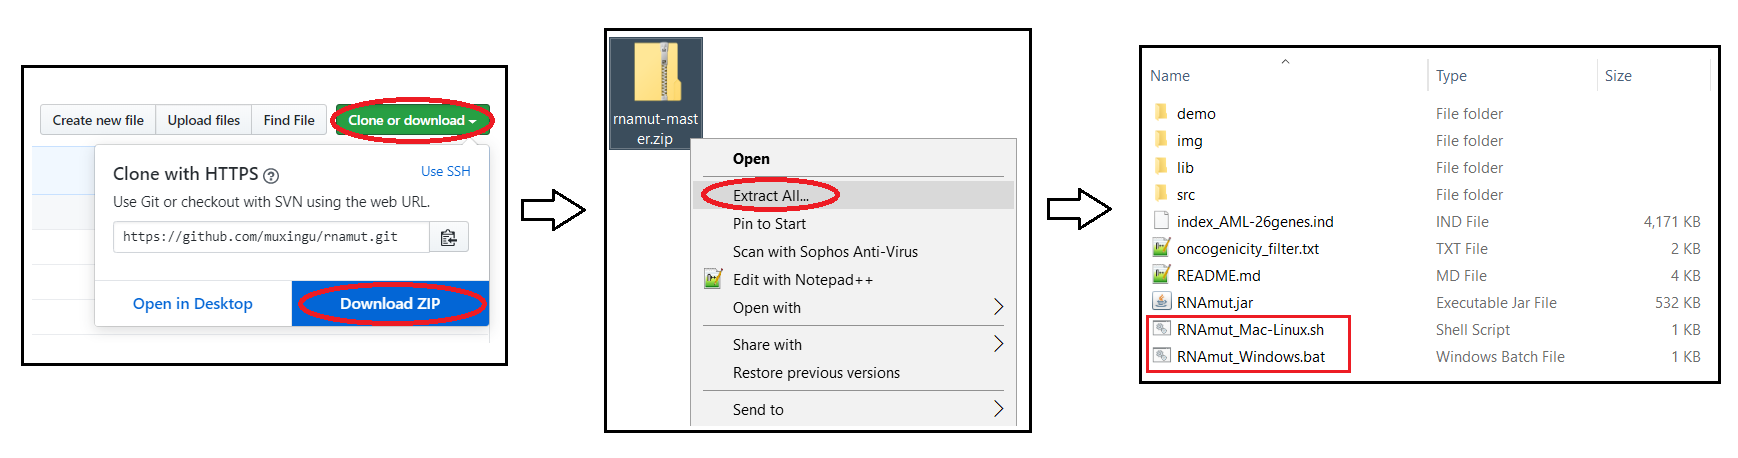 Create new file
Upload files
Find File
Clone or download
Clone with HTTPS
Use SSH
Use Git or checkout with SVN using the web URL.
https://github.com/muxingu/rnamut.git
Open in Desktop
Download ZIP
rnamut-mast
er.zip
Open
Extract All...
Pin to Start
Scan with Sophos Anti-Virus
Edit with Notepad++
Open with
Share with
Restore previous versions
Send to
Name Type Size
demo File folder
img File folder
lib File folder
src File folder
index_AML-26genes.ind IND File 4,171 KB
oncogenicity_filter.txt TXT File 2 KB
README.md MD File 4 KB
RNAmut.jar Executable Jar File 532 KB
RNAmut_Mac-Linux.sh Shell Script 1 KB
RNAmut_Windows.bat Windows Batch File 1 KB